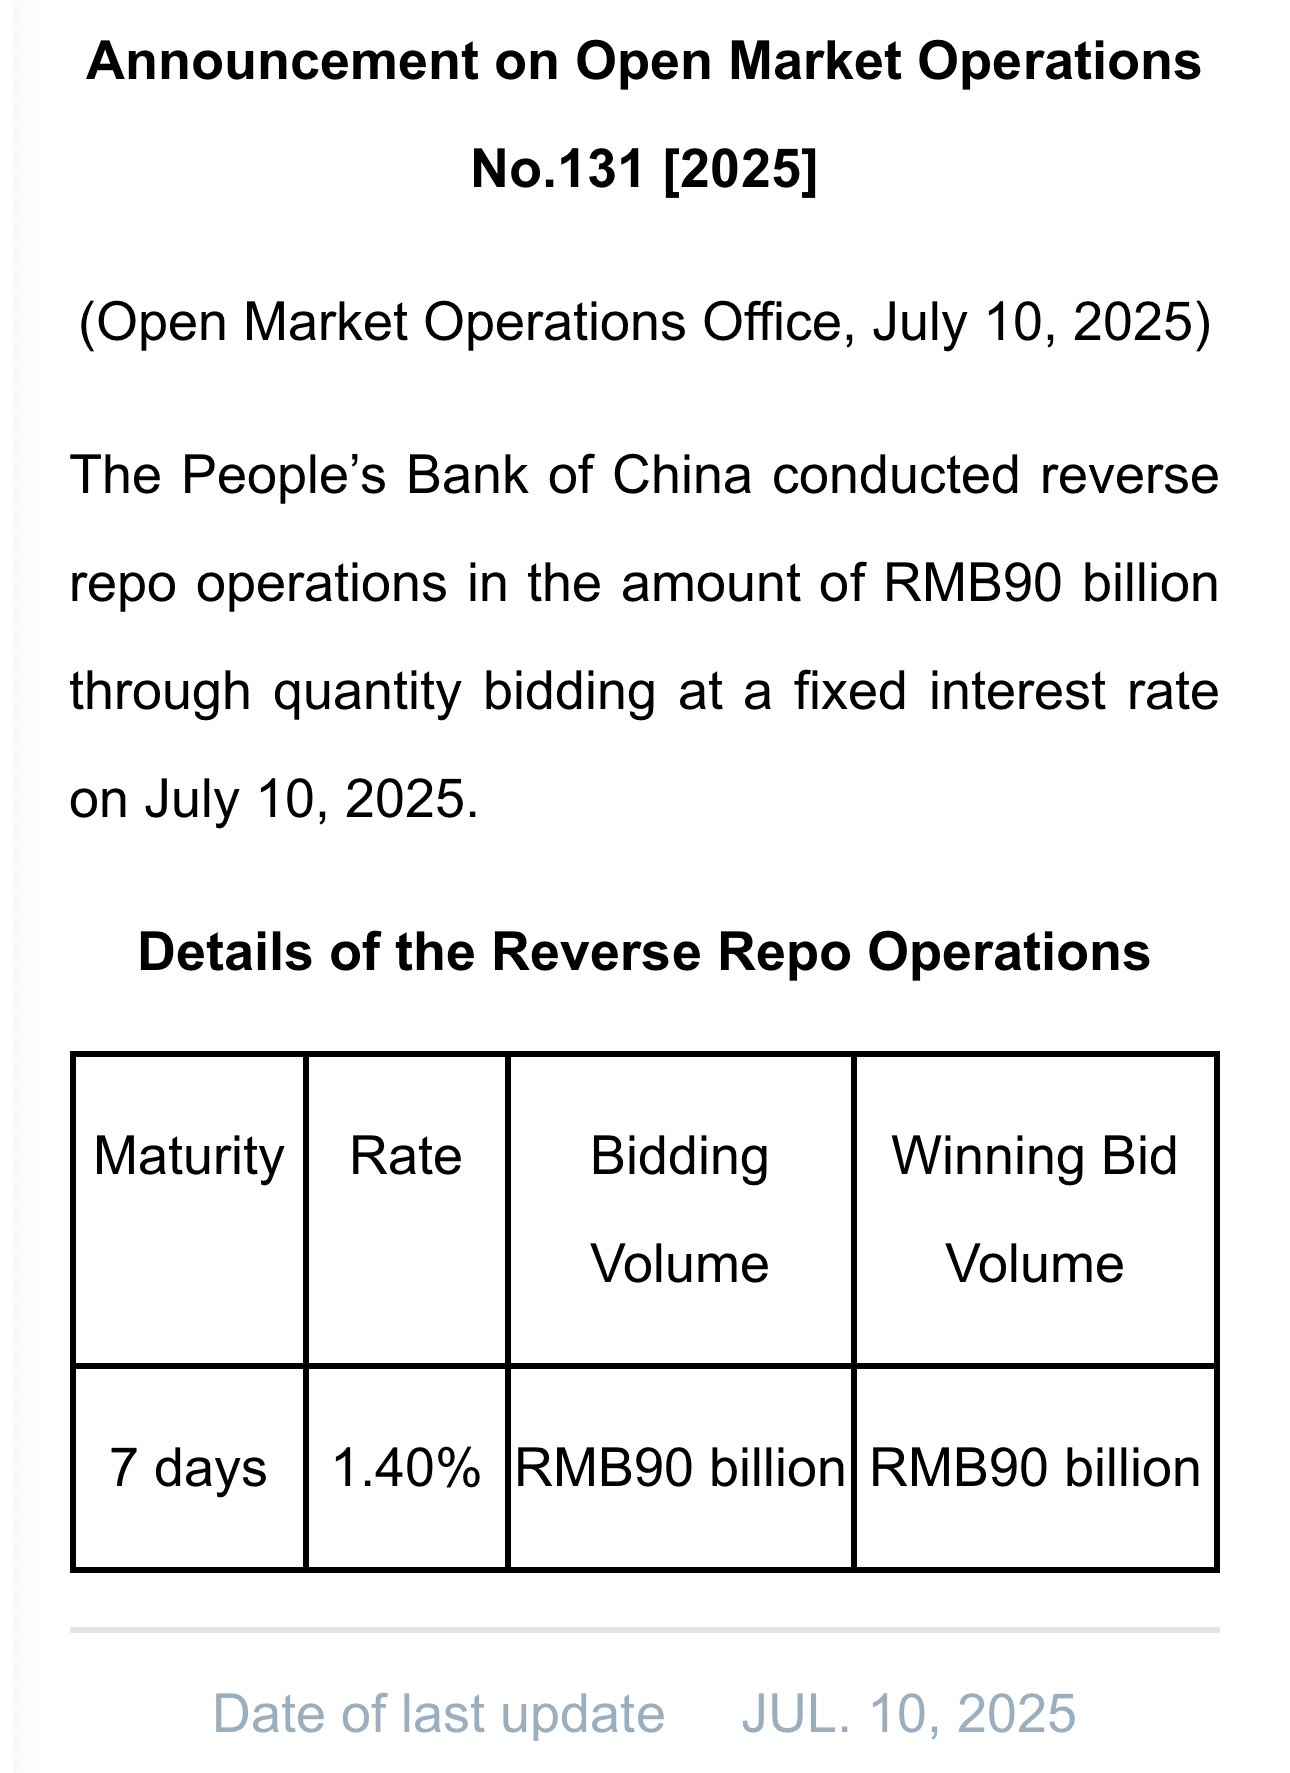 Announcement on Open Market Operations
No.131 [2025]
(Open Market Operations Office, July 10, 2025)
The People’s Bank of China conducted reverse
repo operations in the amount of RMB90 billion
through quantity bidding at a fixed interest rate
on July 10, 2025.
Details of the Reverse Repo Operations
Maturity Rate Bidding Volume Winning Bid Volume
7 days 1.40% RMB90 billion RMB90 billion
Date of last update JUL. 10, 2025